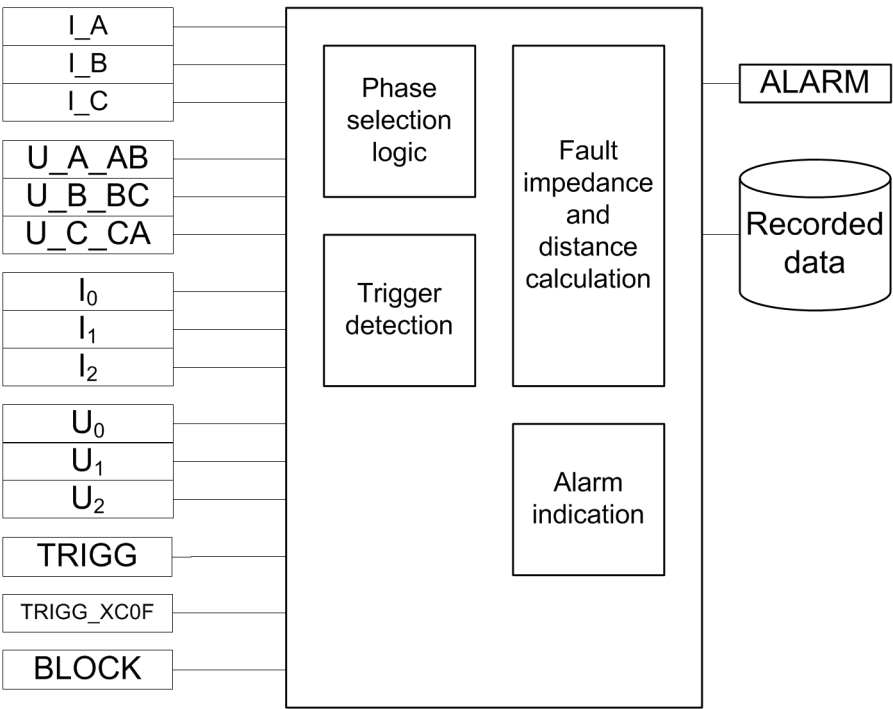 I_A
I_B
I_C
U_A_AB
U_B_BC
U_C_CA
I₀
I₁
I₂
U₀
U₁
U₂
TRIGG
TRIGG_XC0F
BLOCK
Phase
selection
logic
Trigger
detection
Fault
impedance
and
distance
calculation
Alarm
indication
ALARM
Recorded
data